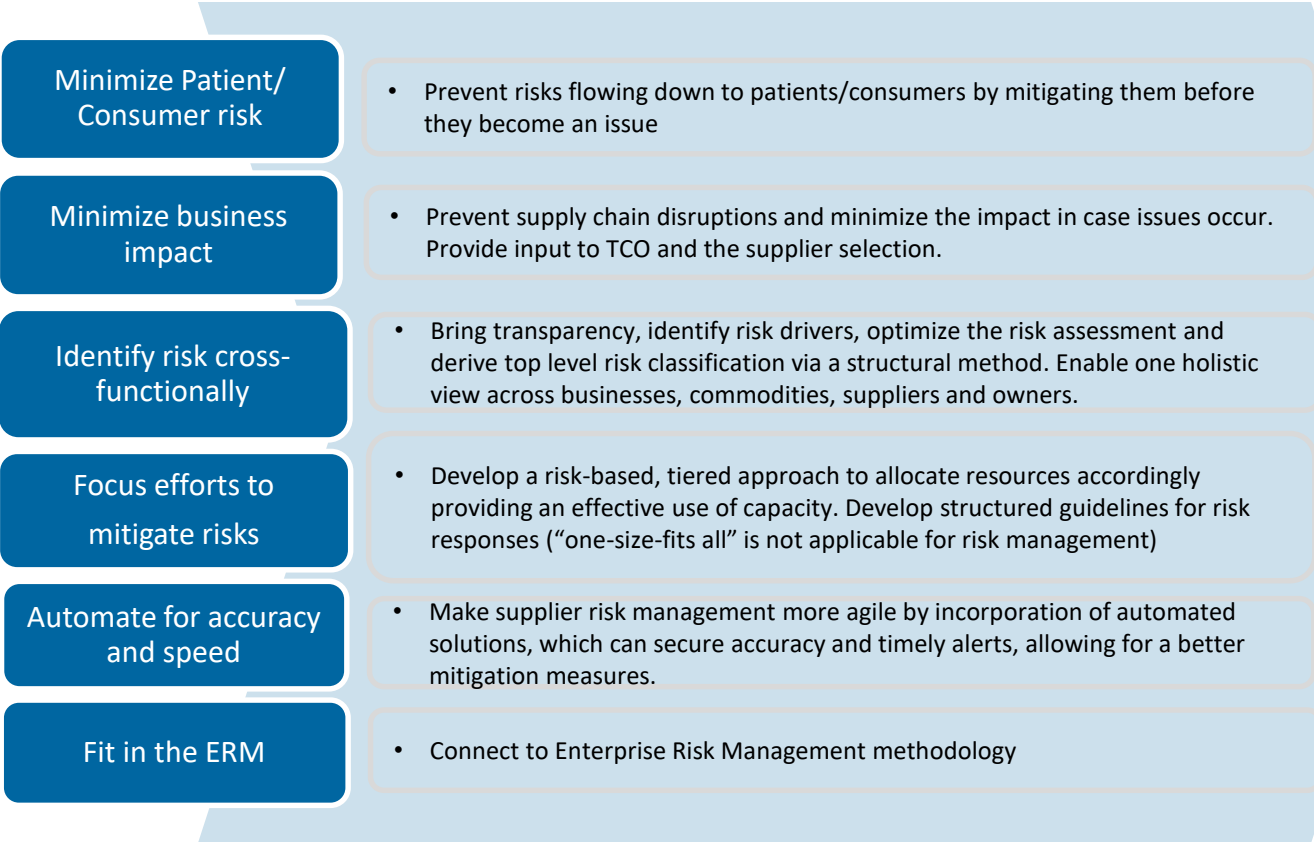 Minimize Patient/
Consumer risk
• Prevent risks flowing down to patients/consumers by mitigating them before
they become an issue
Minimize business
impact
• Prevent supply chain disruptions and minimize the impact in case issues occur.
Provide input to TCO and the supplier selection.
Identify risk cross-
functionally
• Bring transparency, identify risk drivers, optimize the risk assessment and
derive top level risk classification via a structural method. Enable one holistic
view across businesses, commodities, suppliers and owners.
Focus efforts to
mitigate risks
• Develop a risk-based, tiered approach to allocate resources accordingly
providing an effective use of capacity. Develop structured guidelines for risk
responses (“one-size-fits all” is not applicable for risk management)
Automate for accuracy
and speed
• Make supplier risk management more agile by incorporation of automated
solutions, which can secure accuracy and timely alerts, allowing for a better
mitigation measures.
Fit in the ERM
• Connect to Enterprise Risk Management methodology